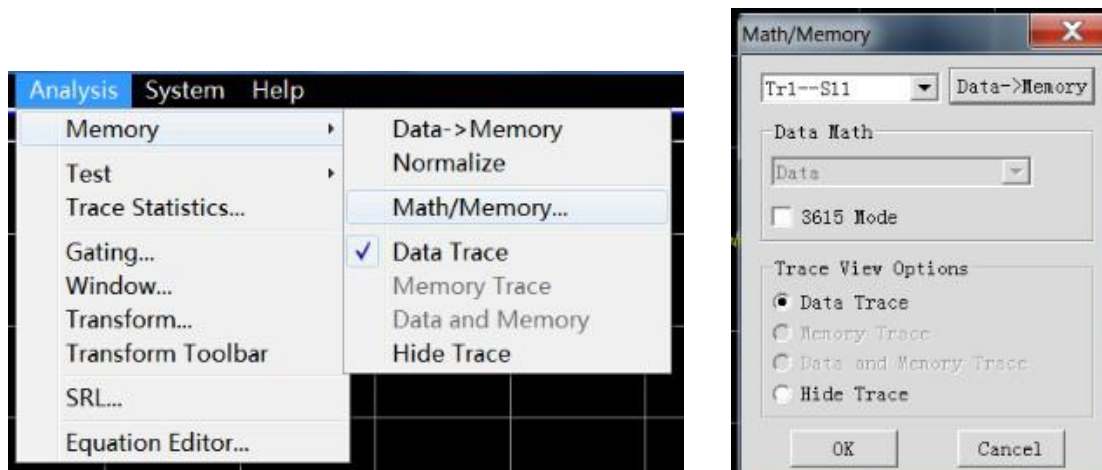 Analysis System Help
Memory
Test
Trace Statistics...
Gating...
Window...
Transform...
Transform Toolbar
SRL...
Equation Editor...
Data->Memory
Normalize
Math/Memory...
Data Trace
Memory Trace
Data and Memory
Hide Trace
Math/Memory
Tr1--S11
Data->Memory
Data Math
Data
3615 Mode
Trace View Options
Data Trace
Memory Trace
Data and Memory Trace
Hide Trace
OK Cancel